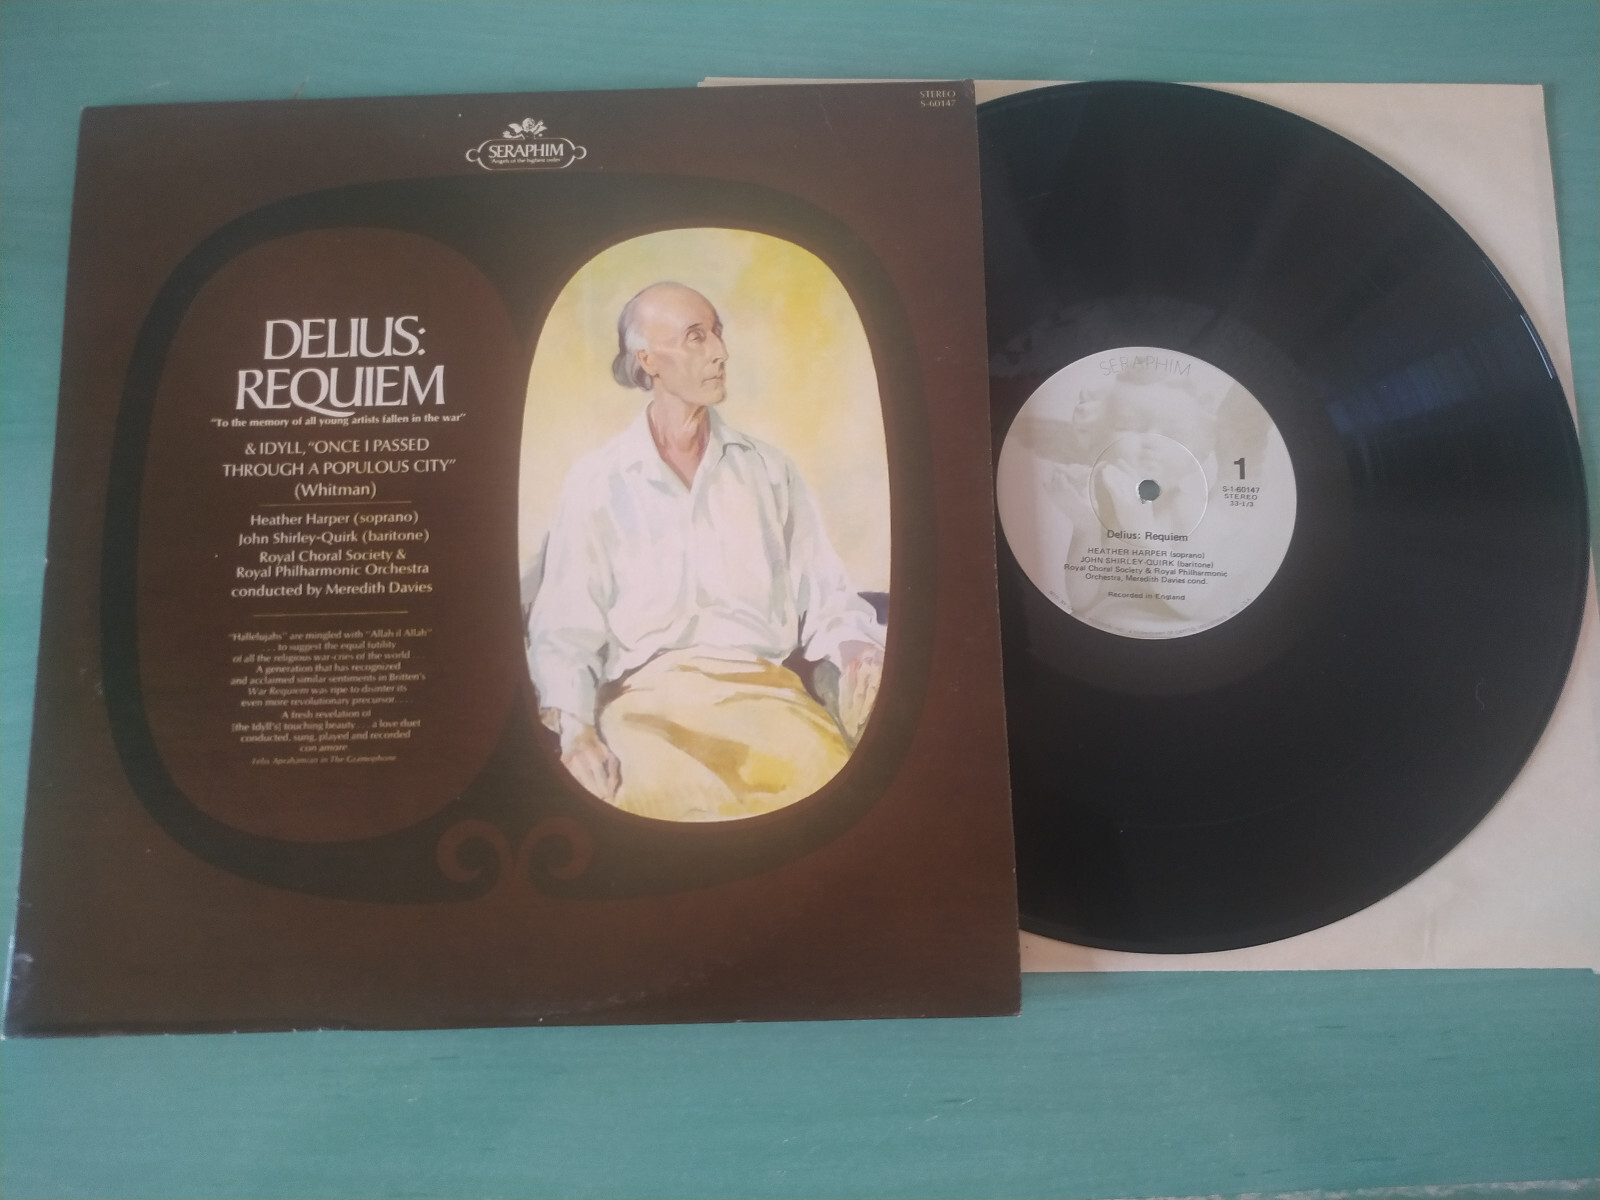 STEREO
S-60147
SERAPHIM
"Angels of the highest order"
DELIUS:
REQUIEM
"To the memory of all young artists fallen in the war"
& IDYLL, "ONCE I PASSED
THROUGH A POPULOUS CITY"
(Whitman)
Heather Harper (soprano)
John Shirley-Quirk (baritone)
Royal Choral Society &
Royal Philharmonic Orchestra
conducted by Meredith Davies
"Hallelujahs" are mingled with "Allah il Allah"
. . . to suggest the equal futility
of all the religious war-cries of the world . . .
A generation that has recognized
and acclaimed similar sentiments in Britten's
War Requiem was ripe to disinter its
even more revolutionary precursor. . . .
A fresh revelation of
[the Idyll's] touching beauty . . . a love duet
conducted, sung, played and recorded
con amore
Felix Aprahamian in The Gramophone
SERAPHIM
1
S-1-60147
STEREO
33-1/3
Delius: Requiem
HEATHER HARPER (soprano)
JOHN SHIRLEY-QUIRK (baritone)
Royal Choral Society & Royal Philharmonic
Orchestra, Meredith Davies cond.
Recorded in England